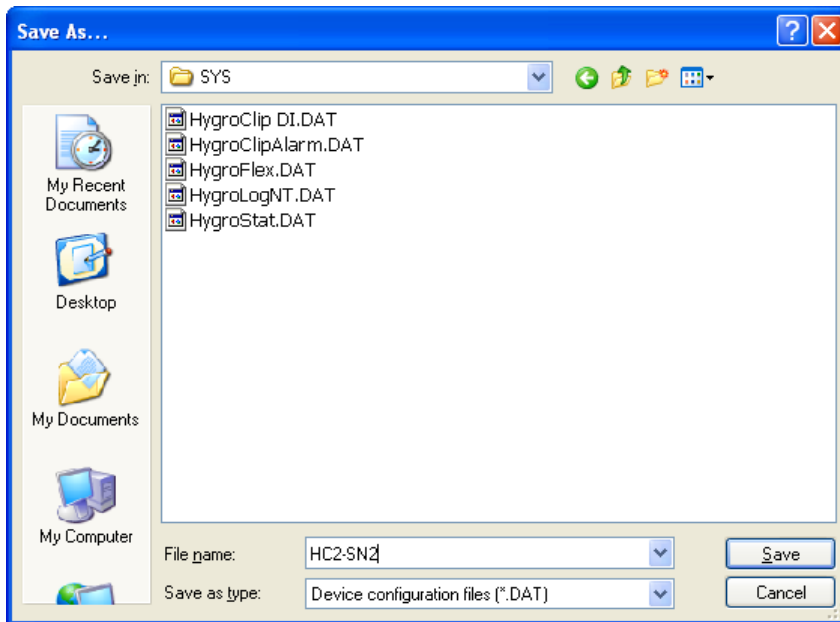 Save As...
Save in: SYS
My Recent
Documents
Desktop
My Documents
My Computer
HygroClip DI.DAT
HygroClipAlarm.DAT
HygroFlex.DAT
HygroLogNT.DAT
HygroStat.DAT
File name: HC2-SN2 Save
Save as type: Device configuration files (*.DAT) Cancel